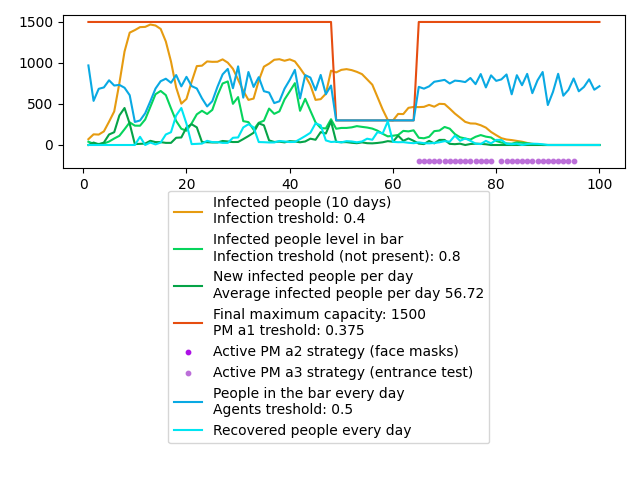 1500
1000
500
0
0
20
40
60
80
100
Infected people (10 days)
Infection treshold: 0.4
Infected people level in bar
Infection treshold (not present): 0.8
New infected people per day
Average infected people per day 56.72
Final maximum capacity: 1500
PM a1 treshold: 0.375
Active PM a2 strategy (face masks)
Active PM a3 strategy (entrance test)
People in the bar every day
Agents treshold: 0.5
Recovered people every day